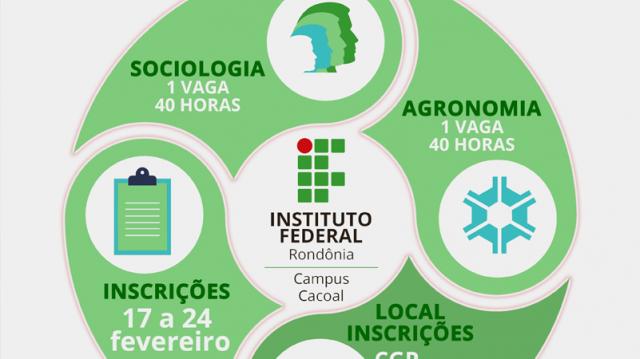 SOCIOLOGIA
1 VAGA
40 HORAS
AGRONOMIA
1 VAGA
40 HORAS
INSTITUTO
FEDERAL
Rondônia
Campus
Cacoal
INSCRIÇÕES
17 a 24
fevereiro
LOCAL
INSCRIÇÕES